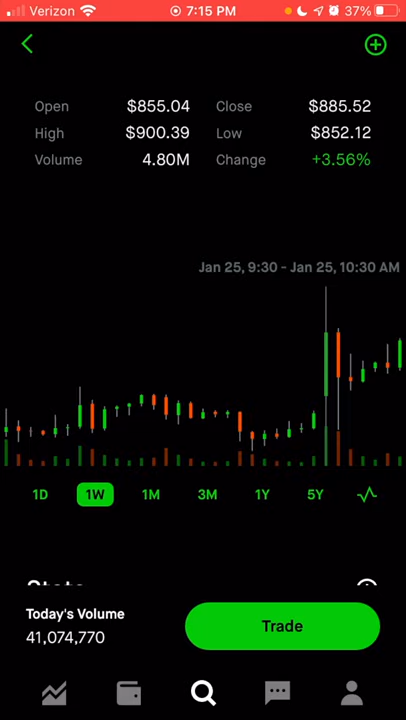 Verizon 7:15 PM 37%
Open $855.04 Close $885.52
High $900.39 Low $852.12
Volume 4.80M Change +3.56%
Jan 25, 9:30 - Jan 25, 10:30 AM
1D 1W 1M 3M 1Y 5Y
Today's Volume
41,074,770
Trade